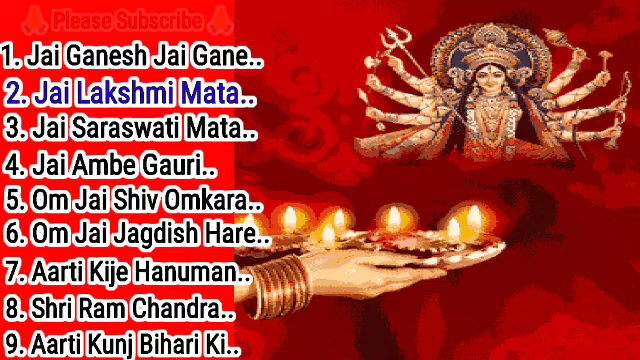 Please Subscribe
1. Jai Ganesh Jai Gane..
2. Jai Lakshmi Mata..
3. Jai Saraswati Mata..
4. Jai Ambe Gauri..
5. Om Jai Shiv Omkara..
6. Om Jai Jagdish Hare..
7. Aarti Kije Hanuman..
8. Shri Ram Chandra..
9. Aarti Kunj Bihari Ki..